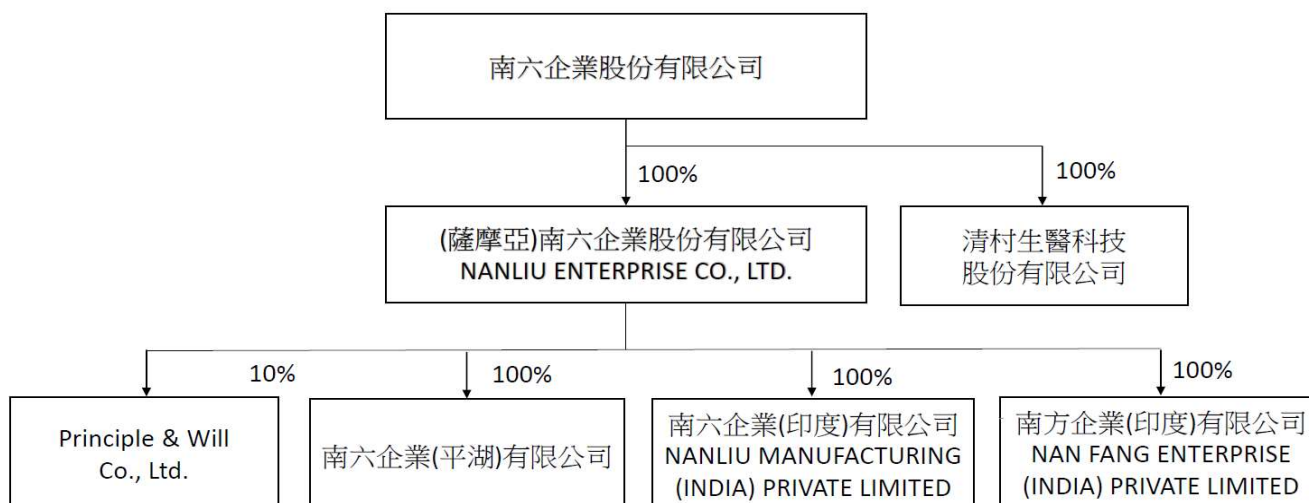 南六企業股份有限公司
100%
100%
(薩摩亞)南六企業股份有限公司
NANLIU ENTERPRISE CO., LTD.
清村生醫科技
股份有限公司
10%
100%
100%
100%
Principle & Will
Co., Ltd.
南六企業(平湖)有限公司
南六企業(印度)有限公司
NANLIU MANUFACTURING
(INDIA) PRIVATE LIMITED
南方企業(印度)有限公司
NAN FANG ENTERPRISE
(INDIA) PRIVATE LIMITED